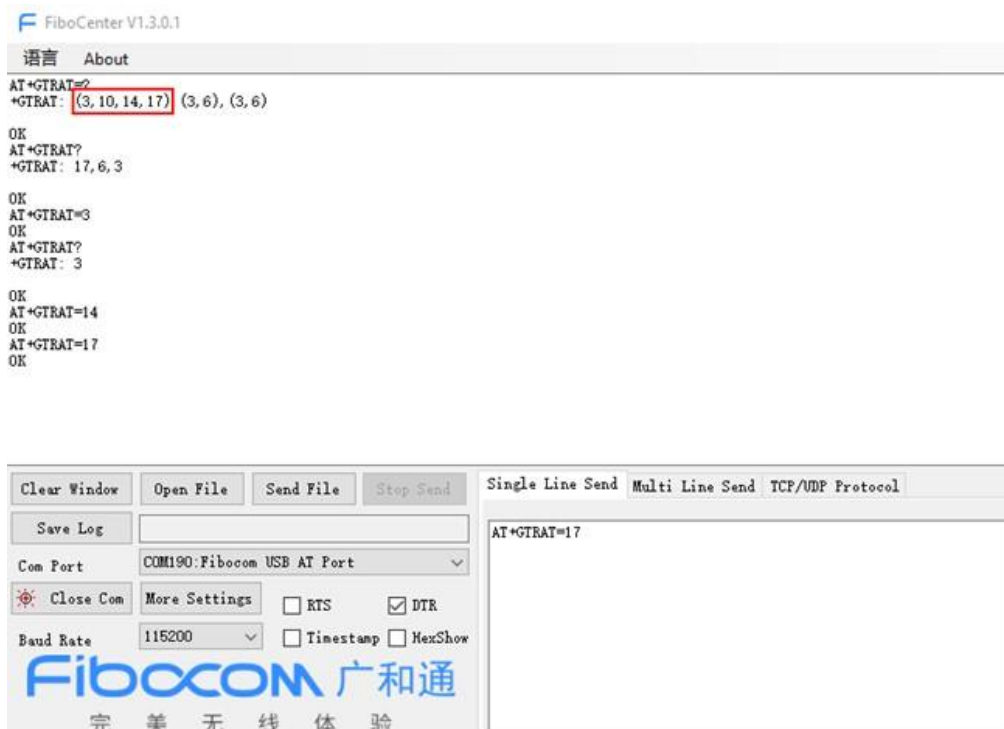 FiboCenter V1.3.0.1
语言 About
AT+GTRAT=?
+GTRAT: (3,10,14,17) (3,6),(3,6)
OK
AT+GTRAT?
+GTRAT: 17,6,3
OK
AT+GTRAT=3
OK
AT+GTRAT?
+GTRAT: 3
OK
AT+GTRAT=14
OK
AT+GTRAT=17
OK
Clear Window Open File Send File Stop Send
Single Line Send Multi Line Send TCP/UDP Protocol
Save Log
AT+GTRAT=17
Com Port COM190:Fibocom USB AT Port
Close Com More Settings RTS DTR
Baud Rate 115200 Timestamp HexShow
Fibocom 广和通
完美无线体验